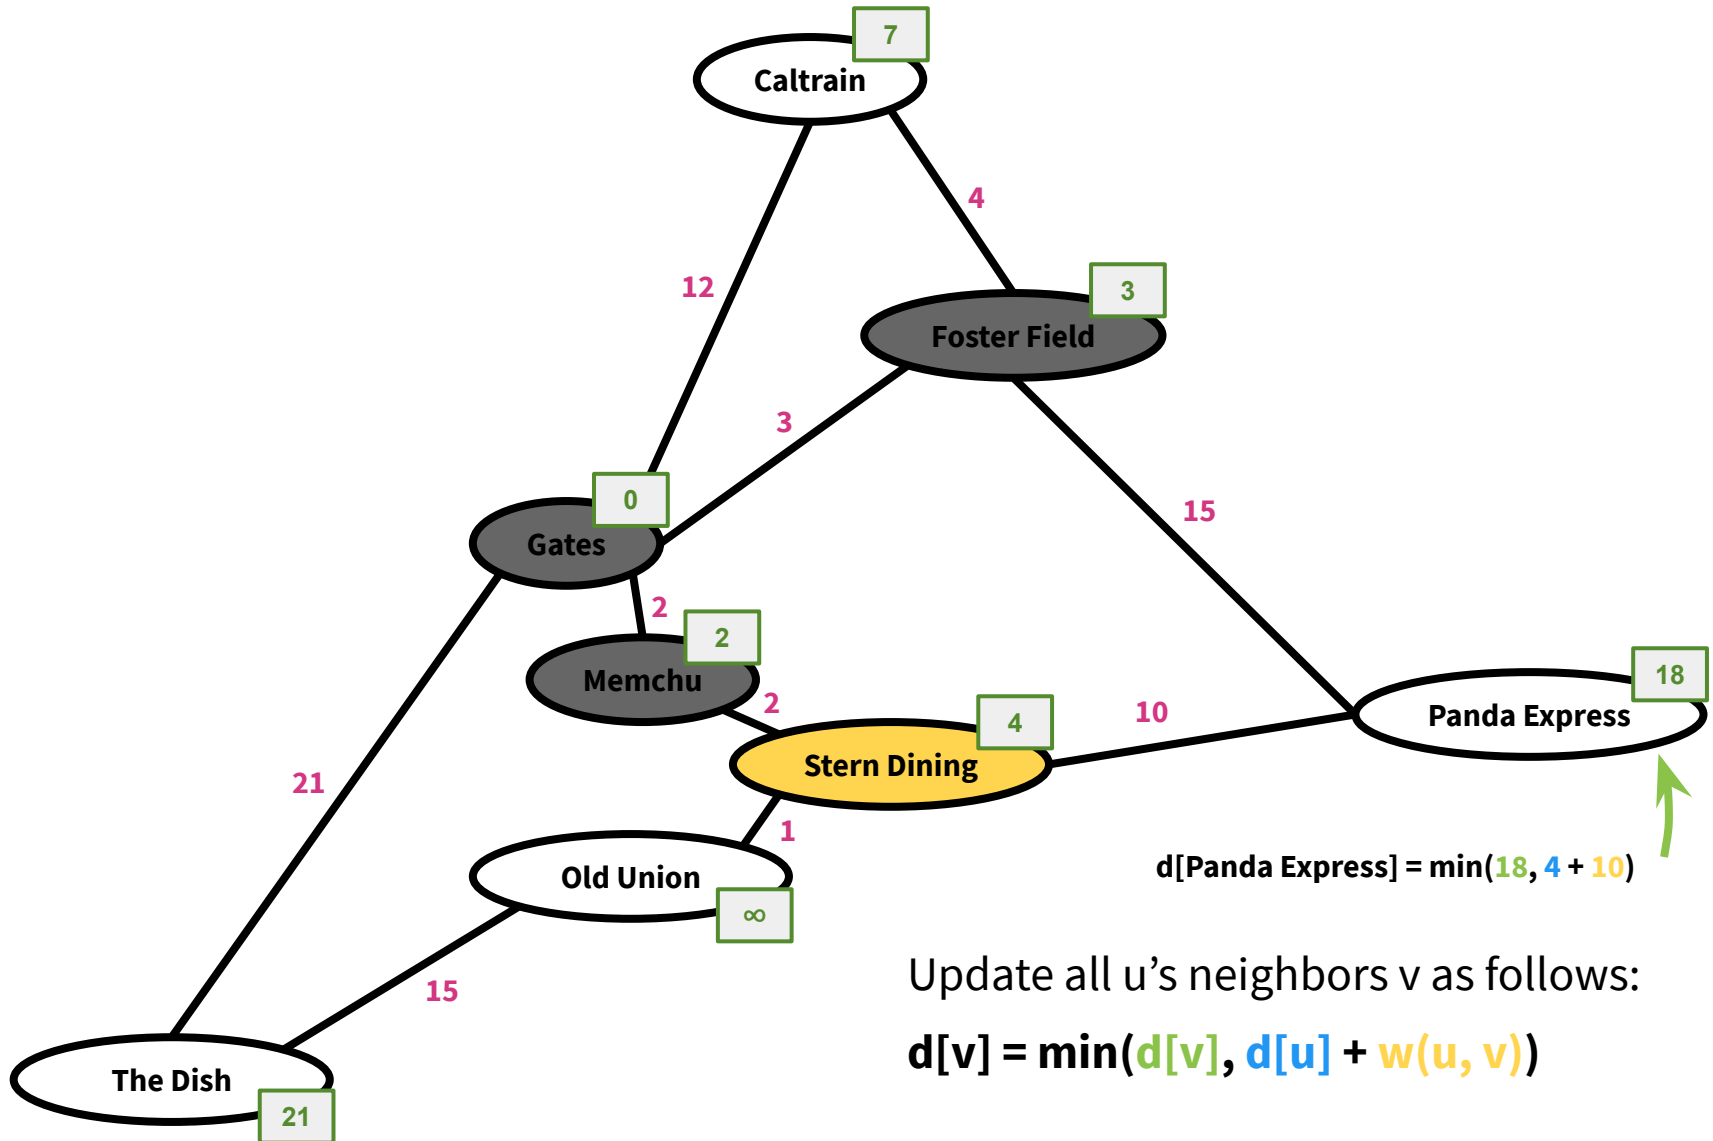 7
Caltrain
4
12
3
Foster Field
3
0
15
Gates
2
2
Memchu
18
2
10
4
Panda Express
Stern Dining
21
1
d[Panda Express] = min(18, 4 + 10)
Old Union
∞
15
Update all u’s neighbors v as follows:
d[v] = min(d[v], d[u] + w(u, v))
The Dish
21